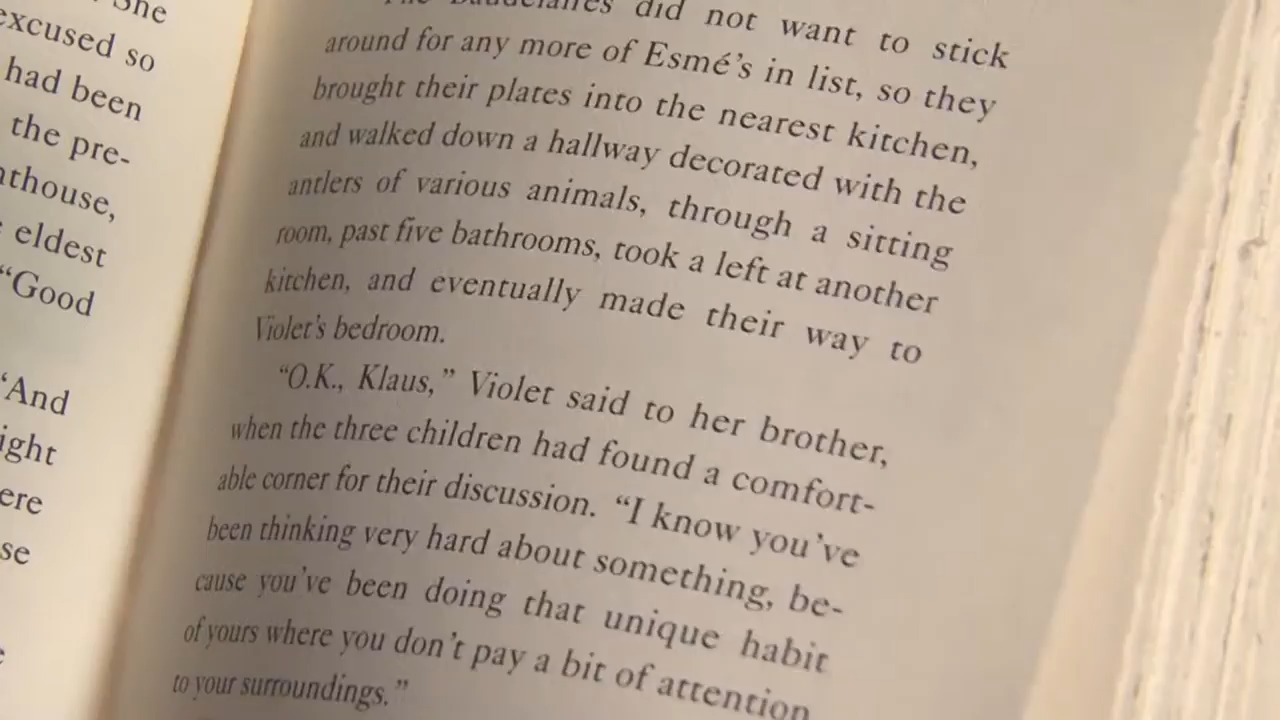 She
excused so
had been
the pre-
nthouse,
eldest
“Good
“And
ight
ere
se
The Baudelaires did not want to stick
around for any more of Esmé’s in list, so they
brought their plates into the nearest kitchen,
and walked down a hallway decorated with the
antlers of various animals, through a sitting
room, past five bathrooms, took a left at another
kitchen, and eventually made their way to
Violet’s bedroom.
“O.K., Klaus,” Violet said to her brother,
when the three children had found a comfort-
able corner for their discussion. “I know you’ve
been thinking very hard about something, be-
cause you’ve been doing that unique habit
of yours where you don’t pay a bit of attention
to your surroundings.”